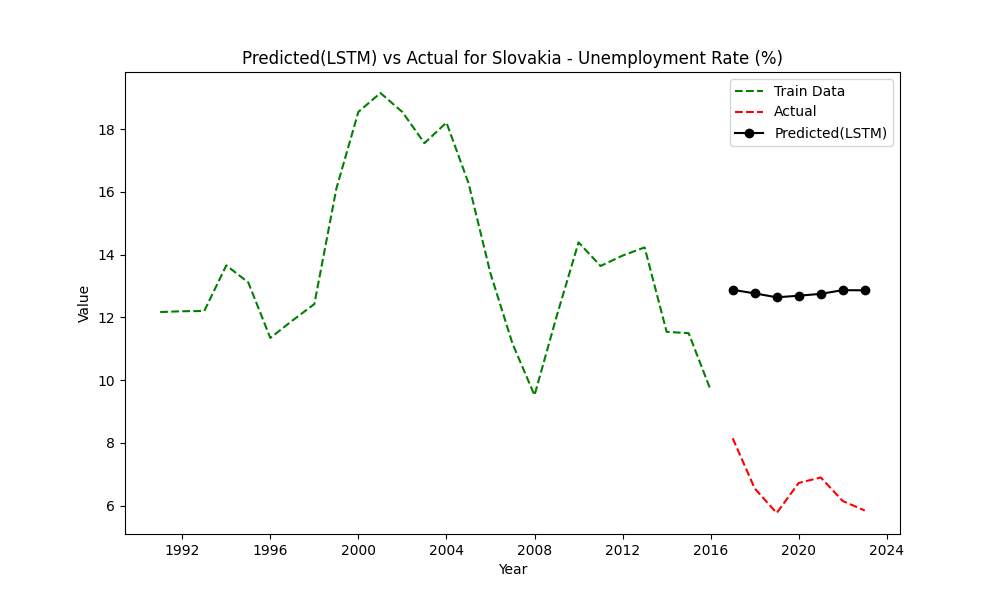 Predicted(LSTM) vs Actual for Slovakia - Unemployment Rate (%)
Train Data
Actual
Predicted(LSTM)
Value
18
16
14
12
10
8
6
1992 1996 2000 2004 2008 2012 2016 2020 2024
Year